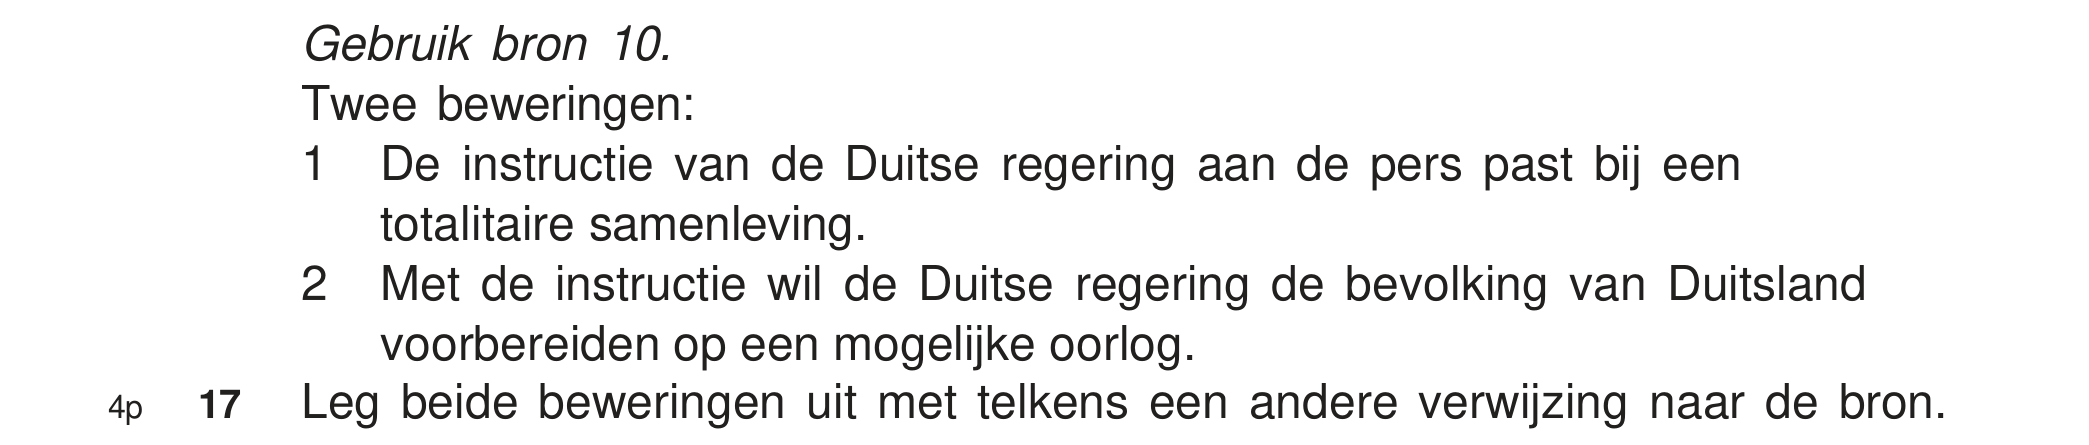 Gebruik bron 10.
Twee beweringen:
1 De instructie van de Duitse regering aan de pers past bij een
totalitaire samenleving.
2 Met de instructie wil de Duitse regering de bevolking van Duitsland
voorbereiden op een mogelijke oorlog.
4p 17 Leg beide beweringen uit met telkens een andere verwijzing naar de bron.